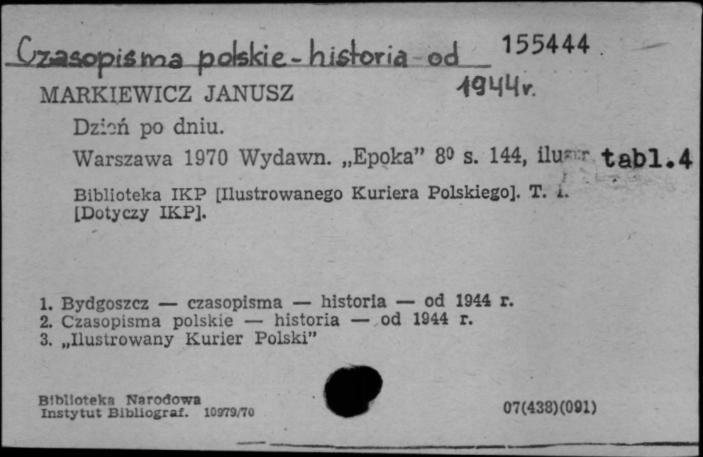 Czasopisma polskie - historia od 155444
1944r.
MARKIEWICZ JANUSZ
Dzień po dniu.
Warszawa 1970 Wydawn. „Epoka” 8⁰ s. 144, tabl.4
Biblioteka IKP [Ilustrowanego Kuriera Polskiego]. T. 1.
[Dotyczy IKP].
1. Bydgoszcz — czasopisma — historia — od 1944 r.
2. Czasopisma polskie — historia — od 1944 r.
3. „Ilustrowany Kurier Polski”
Biblioteka Narodowa
Instytut Bibliograf. 10979/70 07(438)(091)